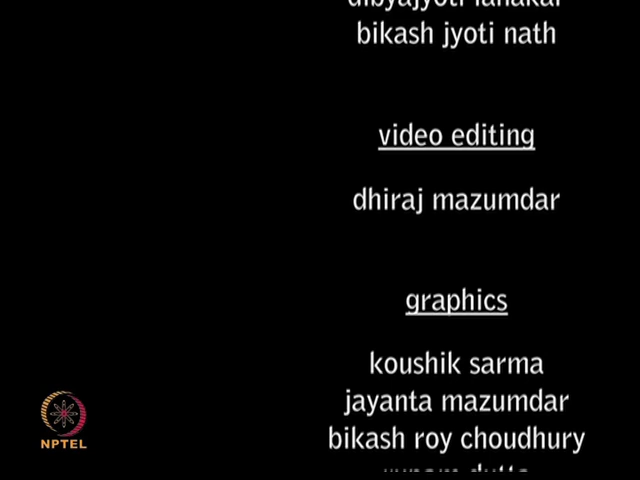 bikash jyoti nath
video editing
dhiraj mazumdar
graphics
koushik sarma
jayanta mazumdar
bikash roy choudhury
NPTEL